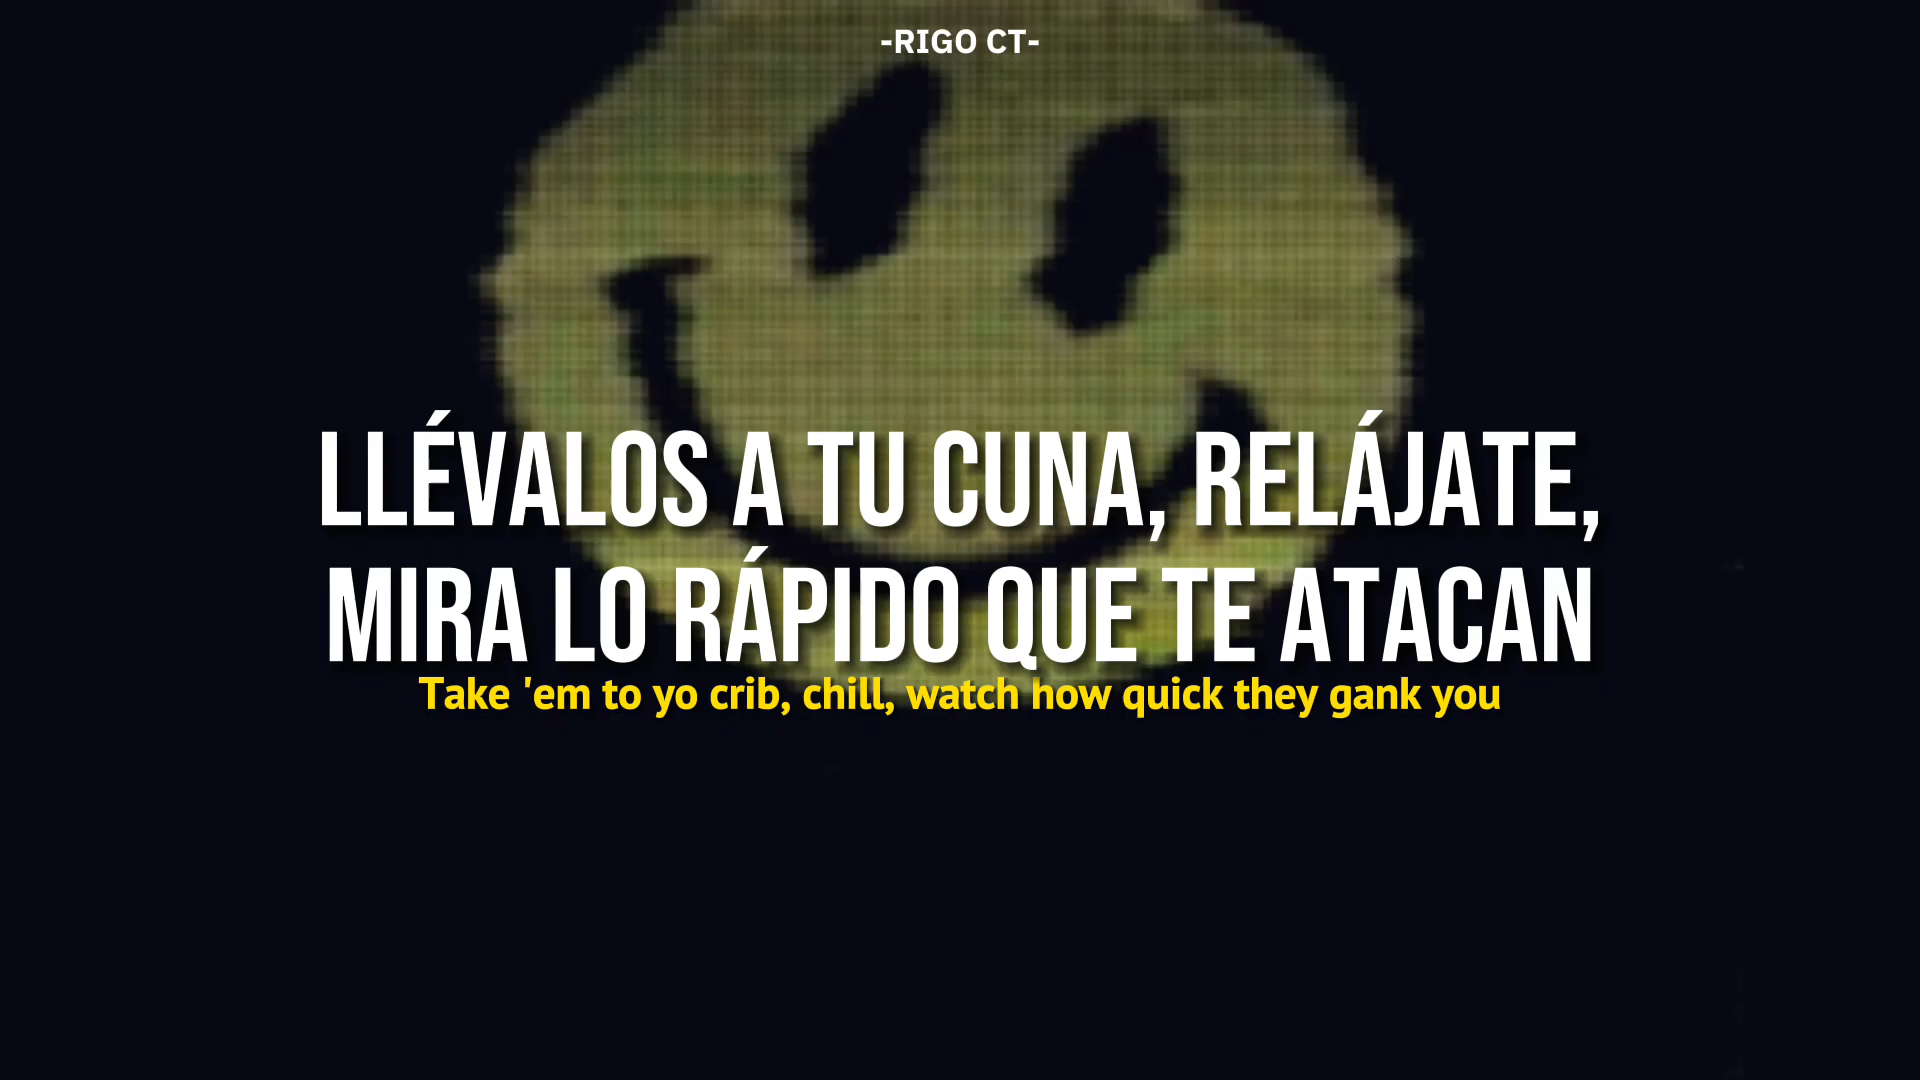 -RIGO CT-
LLÉVALOS A TU CUNA, RELÁJATE,
MIRA LO RÁPIDO QUE TE ATACAN
Take 'em to yo crib, chill, watch how quick they gank you